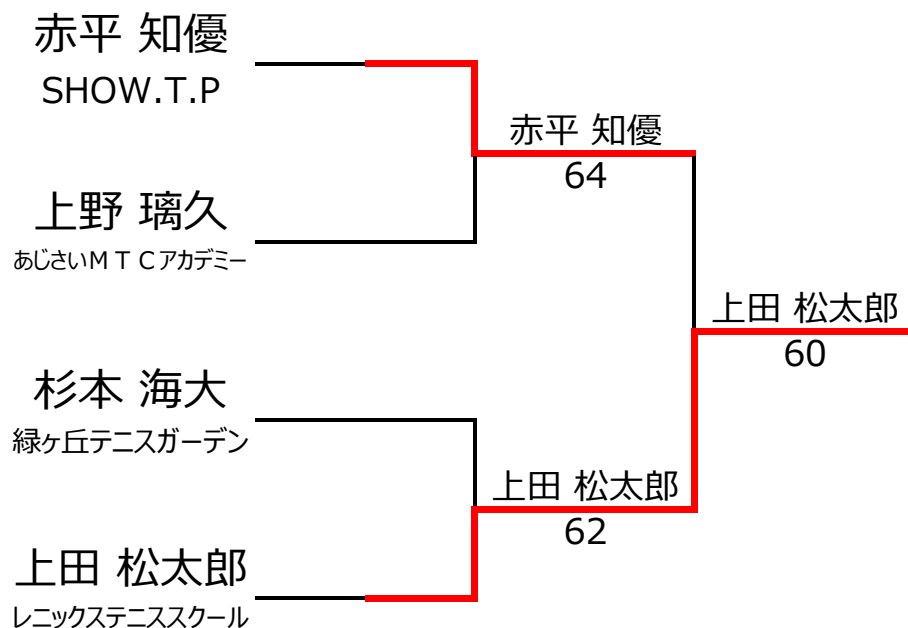 赤平 知優
SHOW.T.P
上野 璃久
あじさいＭＴＣアカデミー
杉本 海大
緑ヶ丘テニスガーデン
上田 松太郎
レニックステニススクール
赤平 知優
64
上田 松太郎
62
上田 松太郎
60